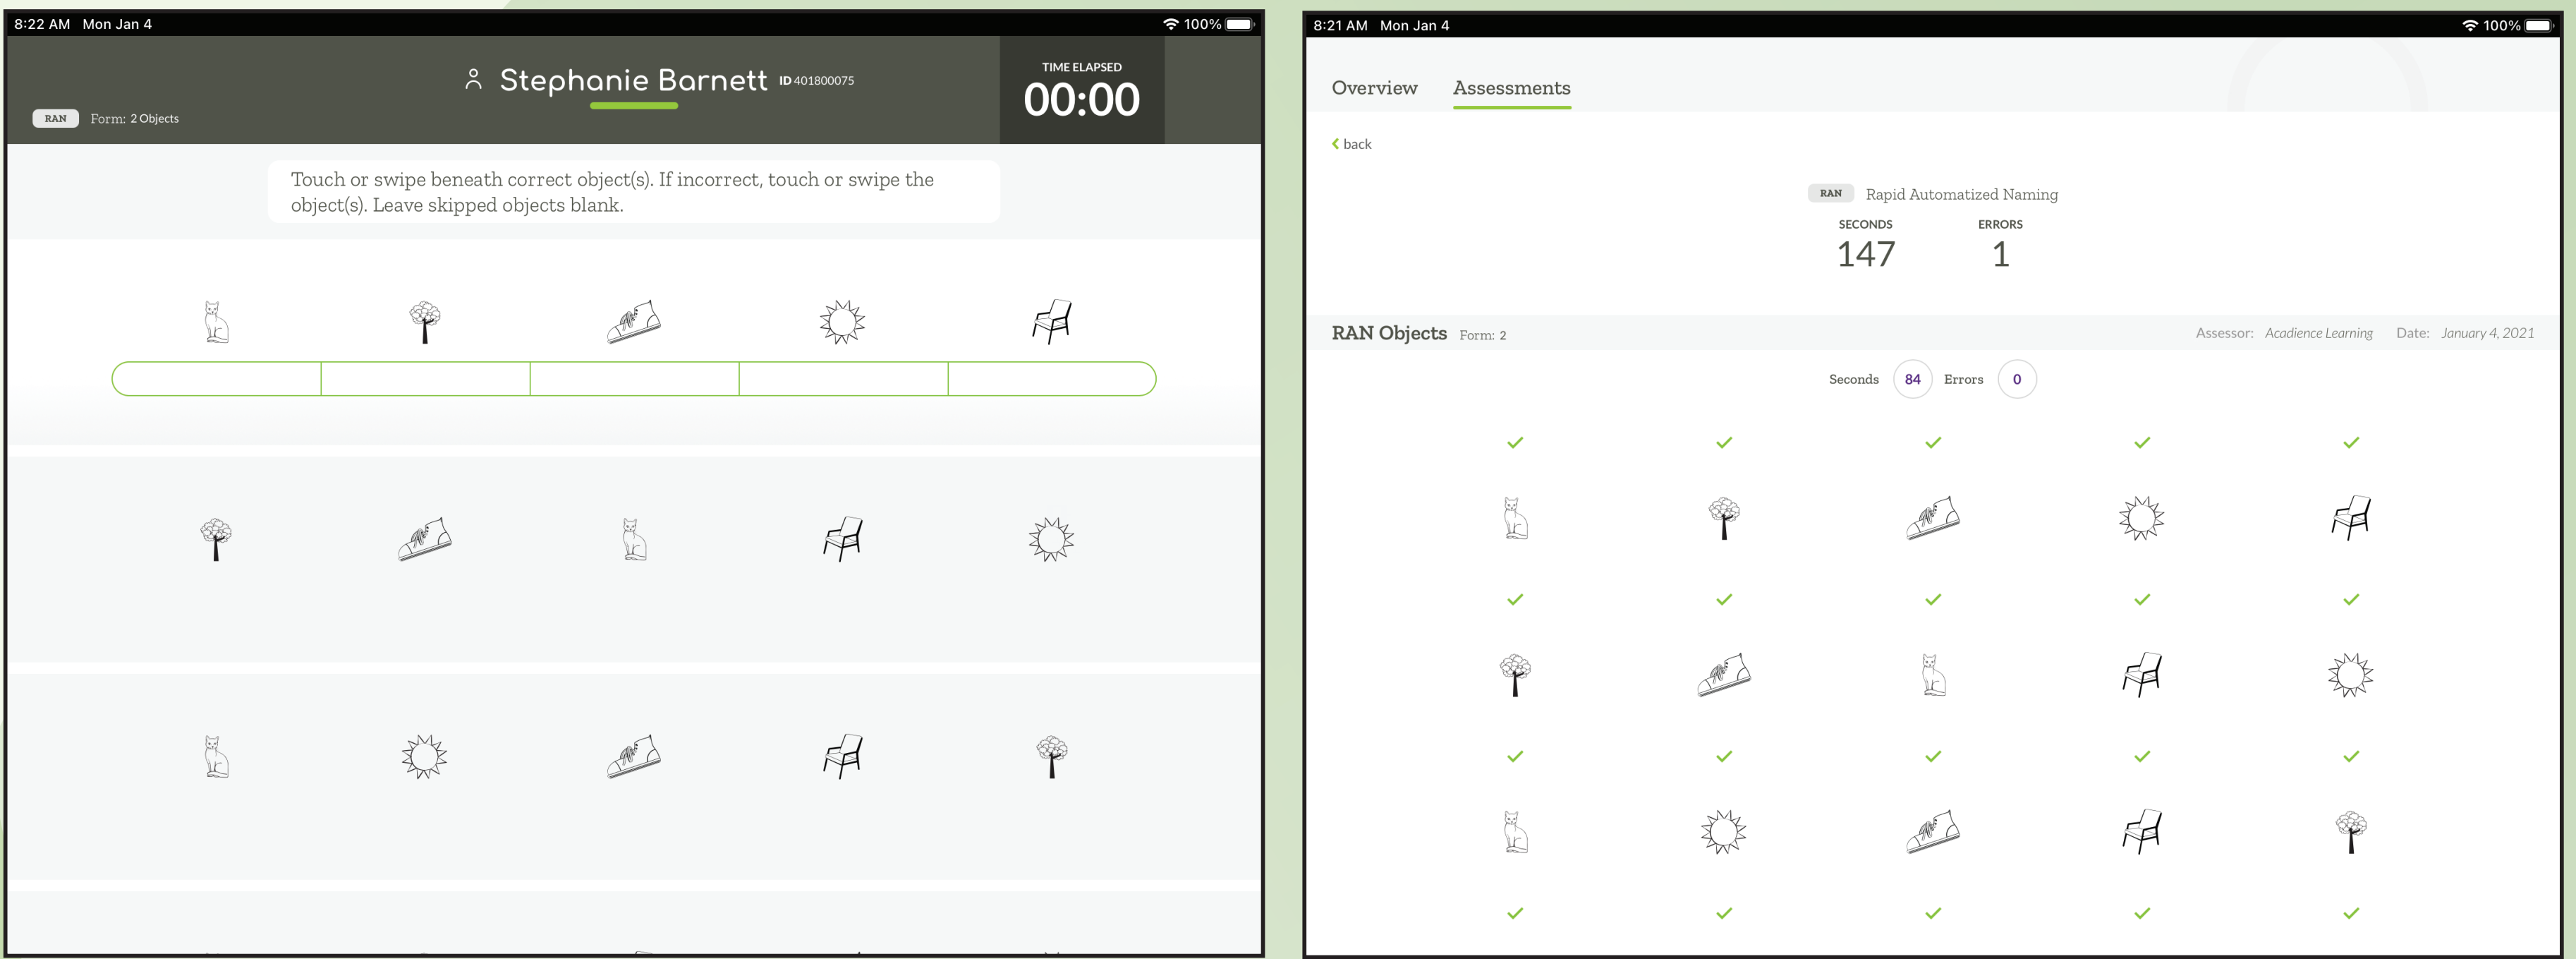 8:22 AM Mon Jan 4
100%
Stephanie Barnett ID 401800075
TIME ELAPSED
00:00
RAN Form: 2 Objects
Touch or swipe beneath correct object(s). If incorrect, touch or swipe the
object(s). Leave skipped objects blank.
8:21 AM Mon Jan 4
100%
Overview Assessments
back
RAN Rapid Automatized Naming
SECONDS ERRORS
147 1
RAN Objects Form: 2 Assessor: Acadience Learning Date: January 4, 2021
Seconds 84 Errors 0